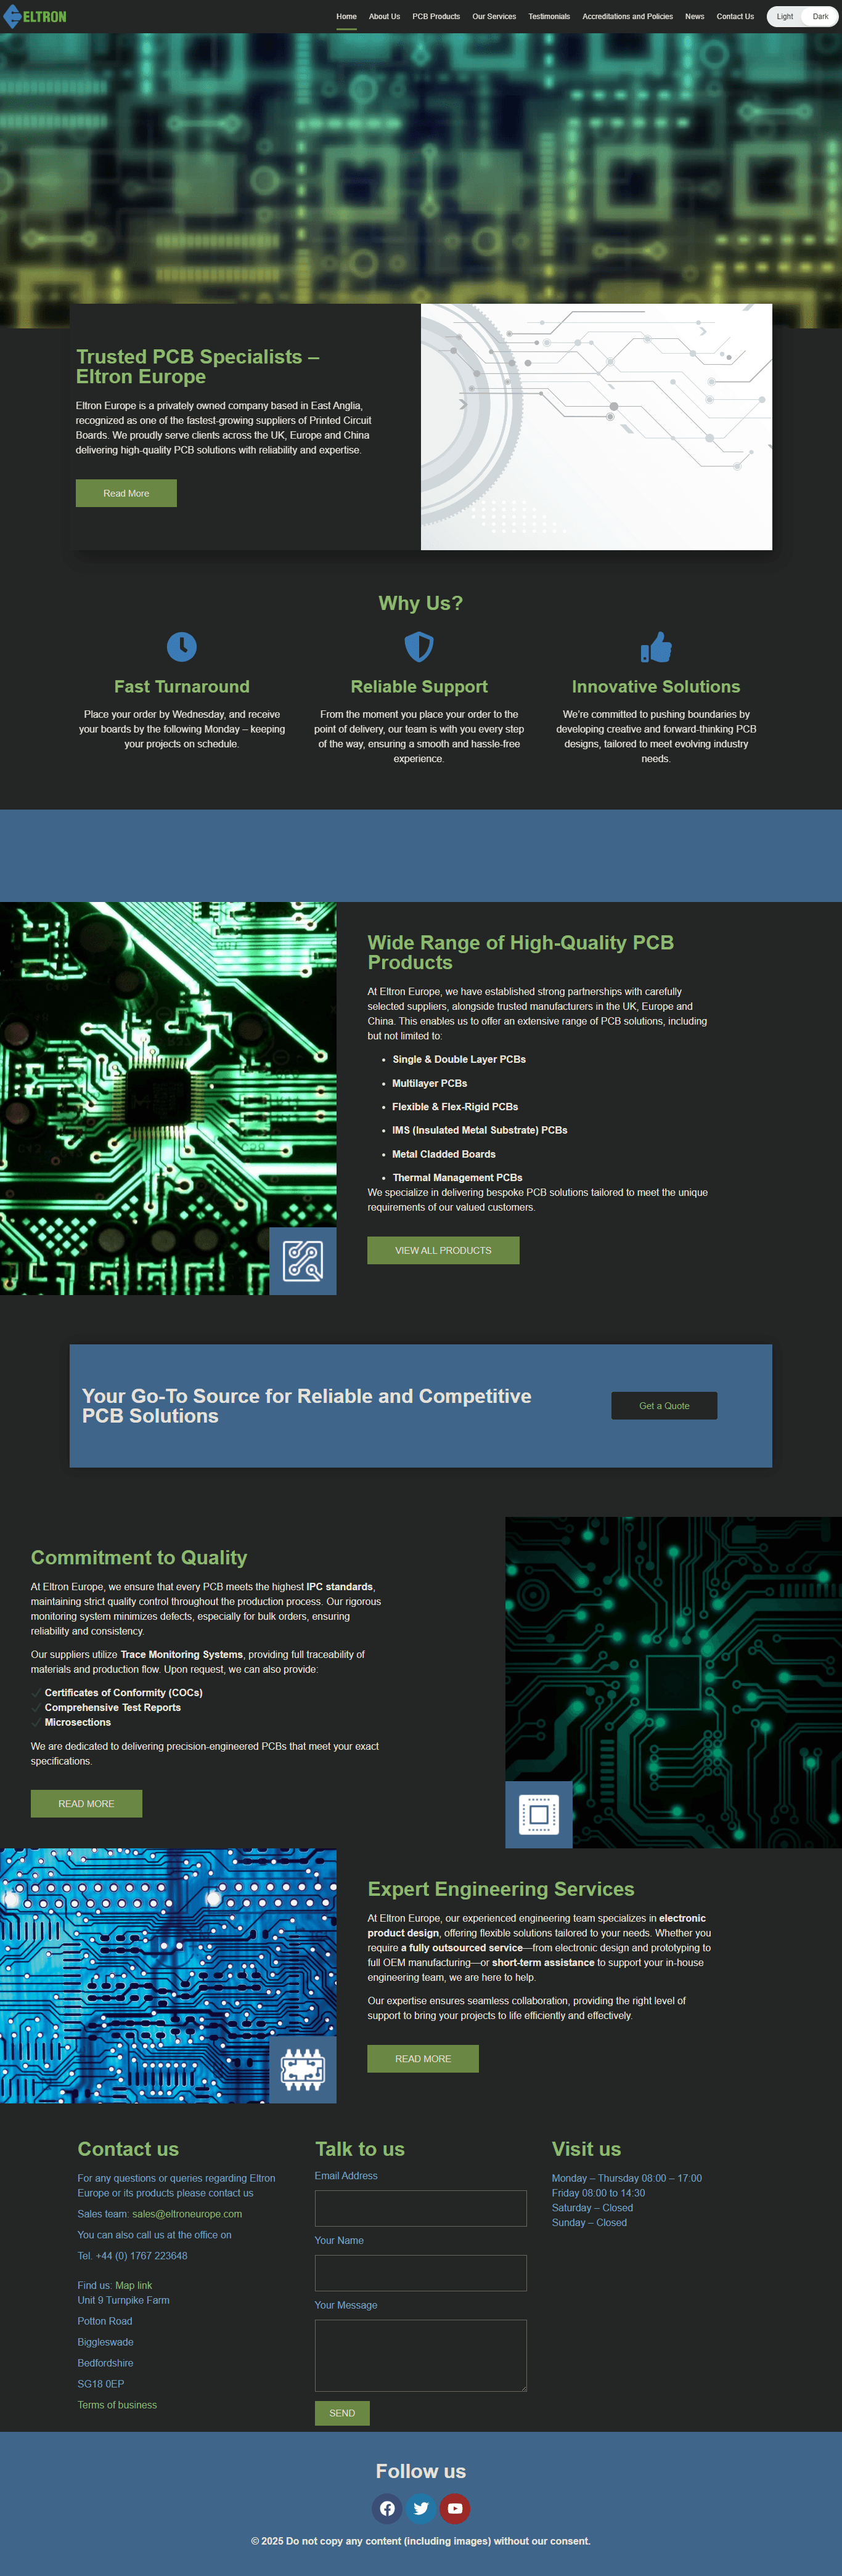 ELTRON
Home About Us PCB Products Our Services Testimonials Accreditations and Policies News Contact Us Light Dark
Trusted PCB Specialists –
Eltron Europe
Eltron Europe is a privately owned company based in East Anglia,
recognized as one of the fastest-growing suppliers of Printed Circuit
Boards. We proudly serve clients across the UK, Europe and China
delivering high-quality PCB solutions with reliability and expertise.
Read More
Why Us?
Fast Turnaround
Place your order by Wednesday, and receive
your boards by the following Monday – keeping
your projects on schedule.
Reliable Support
From the moment you place your order to the
point of delivery, our team is with you every step
of the way, ensuring a smooth and hassle-free
experience.
Innovative Solutions
We're committed to pushing boundaries by
developing creative and forward-thinking PCB
designs, tailored to meet evolving industry
needs.
Wide Range of High-Quality PCB
Products
At Eltron Europe, we have established strong partnerships with carefully
selected suppliers, alongside trusted manufacturers in the UK, Europe and
China. This enables us to offer an extensive range of PCB solutions, including
but not limited to:
• Single & Double Layer PCBs
• Multilayer PCBs
• Flexible & Flex-Rigid PCBs
• IMS (Insulated Metal Substrate) PCBs
• Metal Cladded Boards
• Thermal Management PCBs
We specialize in delivering bespoke PCB solutions tailored to meet the unique
requirements of our valued customers.
VIEW ALL PRODUCTS
Your Go-To Source for Reliable and Competitive
PCB Solutions
Get a Quote
Commitment to Quality
At Eltron Europe, we ensure that every PCB meets the highest IPC standards,
maintaining strict quality control throughout the production process. Our rigorous
monitoring system minimizes defects, especially for bulk orders, ensuring
reliability and consistency.
Our suppliers utilize Trace Monitoring Systems, providing full traceability of
materials and production flow. Upon request, we can also provide:
✓ Certificates of Conformity (COCs)
✓ Comprehensive Test Reports
✓ Microsections
We are dedicated to delivering precision-engineered PCBs that meet your exact
specifications.
READ MORE
Expert Engineering Services
At Eltron Europe, our experienced engineering team specializes in electronic
product design, offering flexible solutions tailored to your needs. Whether you
require a fully outsourced service—from electronic design and prototyping to
full OEM manufacturing—or short-term assistance to support your in-house
engineering team, we are here to help.
Our expertise ensures seamless collaboration, providing the right level of
support to bring your projects to life efficiently and effectively.
READ MORE
Contact us
For any questions or queries regarding Eltron
Europe or its products please contact us
Sales team: sales@eltroneurope.com
You can also call us at the office on
Tel. +44 (0) 1767 223648
Find us: Map link
Unit 9 Turnpike Farm
Potton Road
Biggleswade
Bedfordshire
SG18 0EP
Terms of business
Talk to us
Email Address
Your Name
Your Message
SEND
Visit us
Monday – Thursday 08:00 – 17:00
Friday 08:00 to 14:30
Saturday – Closed
Sunday – Closed
Follow us
© 2025 Do not copy any content (including images) without our consent.